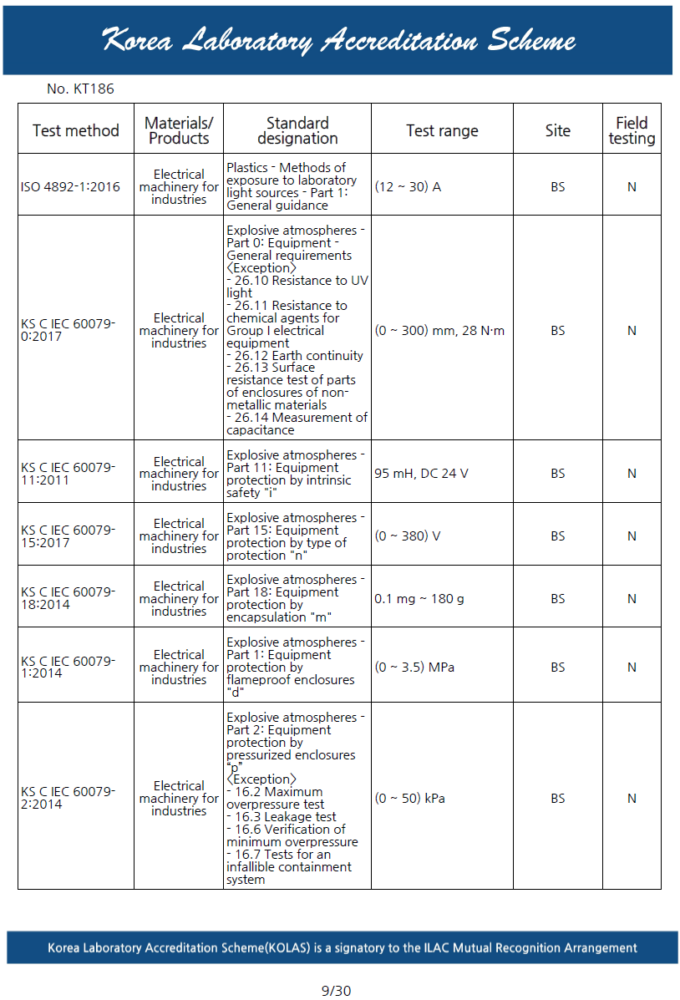 Korea Laboratory Accreditation Scheme
No. KT186
Test method
Materials/
Products
Standard
designation
Test range
Site
Field
testing
ISO 4892-1:2016
Electrical
machinery for
industries
Plastics - Methods of
exposure to laboratory
light sources - Part 1:
General guidance
(12 ~ 30) A
BS
N
KS C IEC 60079-
0:2017
Electrical
machinery for
industries
Explosive atmospheres -
Part 0: Equipment -
General requirements
〈Exception〉
- 26.10 Resistance to UV
light
- 26.11 Resistance to
chemical agents for
Group I electrical
equipment
- 26.12 Earth continuity
- 26.13 Surface
resistance test of parts
of enclosures of non-
metallic materials
- 26.14 Measurement of
capacitance
(0 ~ 300) mm, 28 N·m
BS
N
KS C IEC 60079-
11:2011
Electrical
machinery for
industries
Explosive atmospheres -
Part 11: Equipment
protection by intrinsic
safety "i"
95 mH, DC 24 V
BS
N
KS C IEC 60079-
15:2017
Electrical
machinery for
industries
Explosive atmospheres -
Part 15: Equipment
protection by type of
protection "n"
(0 ~ 380) V
BS
N
KS C IEC 60079-
18:2014
Electrical
machinery for
industries
Explosive atmospheres -
Part 18: Equipment
protection by
encapsulation "m"
0.1 mg ~ 180 g
BS
N
KS C IEC 60079-
1:2014
Electrical
machinery for
industries
Explosive atmospheres -
Part 1: Equipment
protection by
flameproof enclosures
"d"
(0 ~ 3.5) MPa
BS
N
KS C IEC 60079-
2:2014
Electrical
machinery for
industries
Explosive atmospheres -
Part 2: Equipment
protection by
pressurized enclosures
“p”
〈Exception〉
- 16.2 Maximum
overpressure test
- 16.3 Leakage test
- 16.6 Verification of
minimum overpressure
- 16.7 Tests for an
infallible containment
system
(0 ~ 50) kPa
BS
N
Korea Laboratory Accreditation Scheme(KOLAS) is a signatory to the ILAC Mutual Recognition Arrangement
9/30